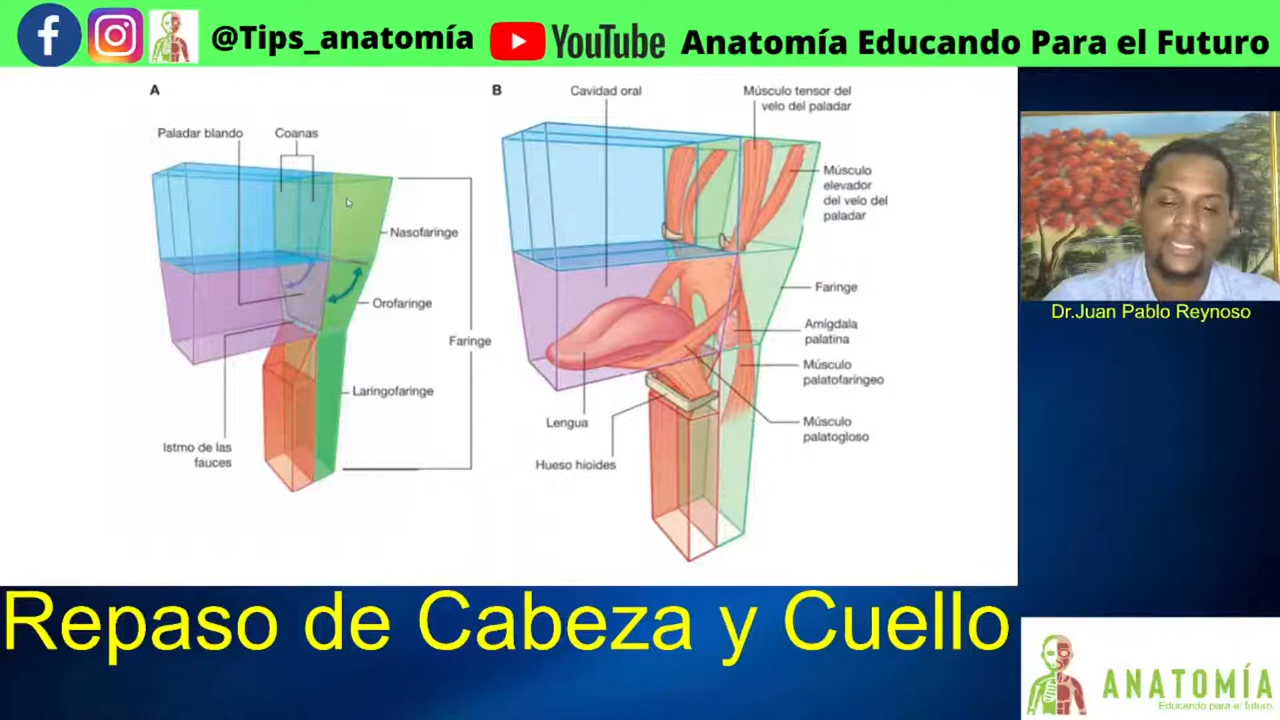 @Tips_anatomía
YouTube
Anatomía Educando Para el Futuro
A
Paladar blando
Coanas
Nasofaringe
Orofaringe
Faringe
Laringofaringe
Istmo de las
fauces
B
Cavidad oral
Músculo tensor del
velo del paladar
Músculo
elevador
del velo del
paladar
Faringe
Amígdala
palatina
Músculo
palatofaríngeo
Músculo
palatogloso
Lengua
Hueso hioides
Dr.Juan Pablo Reynoso
Repaso de Cabeza y Cuello
ANATOMÍA
Educando para el futuro.